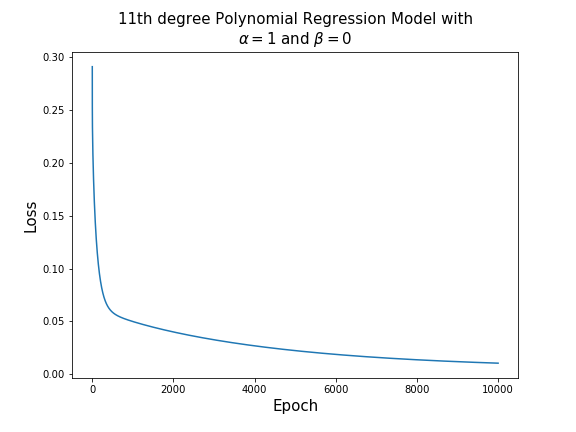 11th degree Polynomial Regression Model with
α = 1 and β = 0
0.30
0.25
0.20
0.15
0.10
0.05
0.00
Loss
0 2000 4000 6000 8000 10000
Epoch